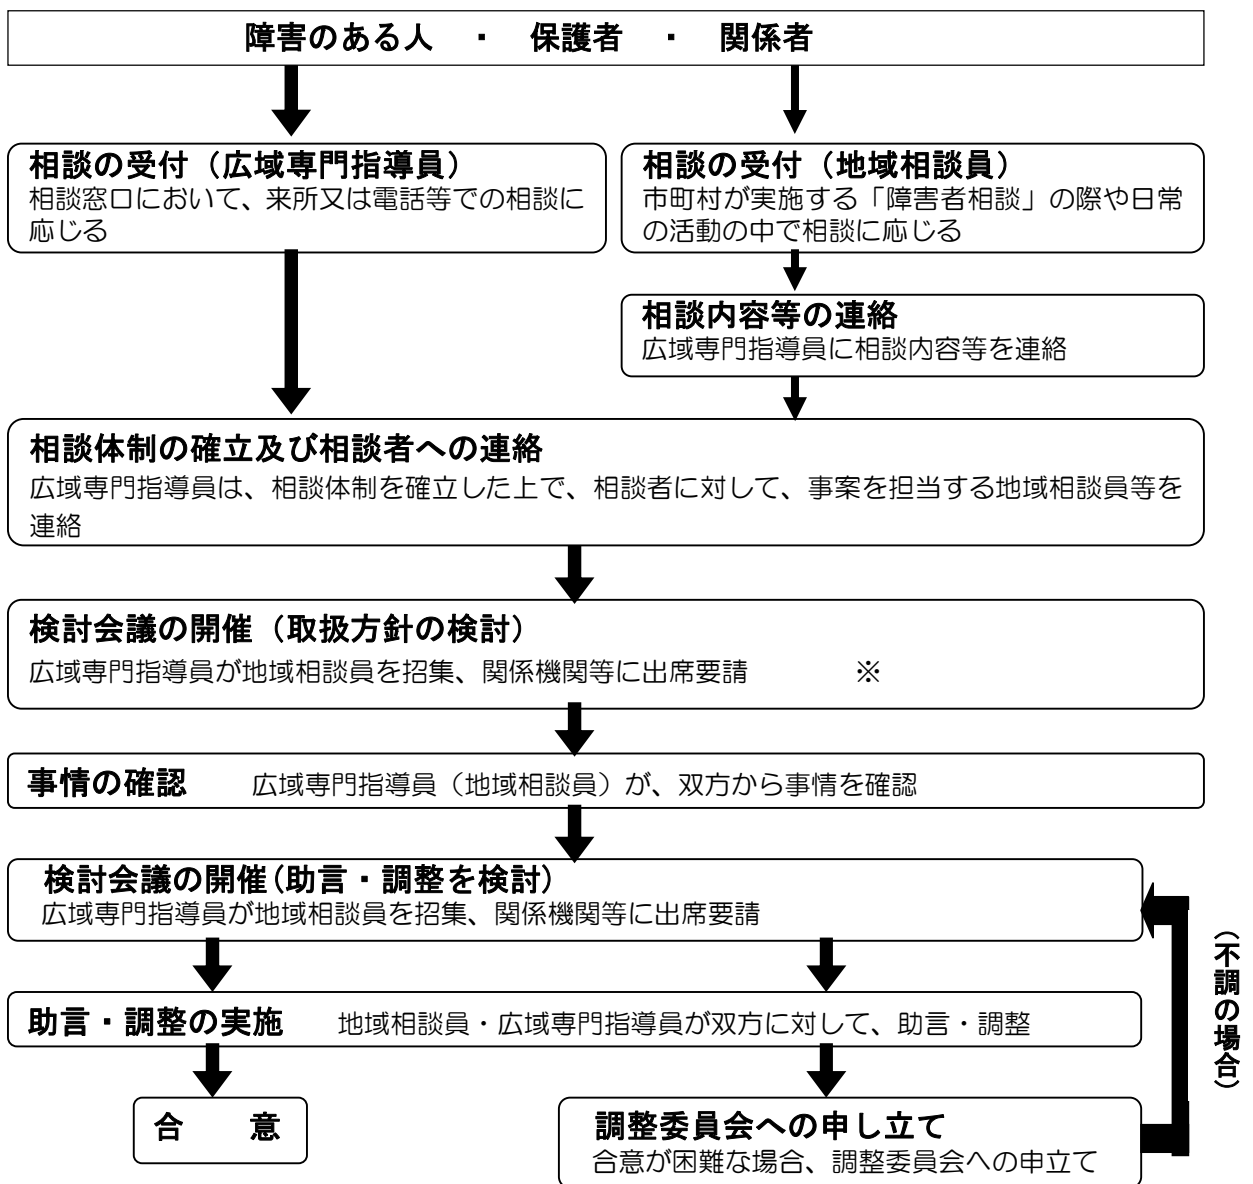 障害のある人　・　保護者　・　関係者
相談の受付（広域専門指導員）
相談窓口において、来所又は電話等での相談に
応じる
相談の受付（地域相談員）
市町村が実施する「障害者相談」の際や日常
の活動の中で相談に応じる
相談内容等の連絡
広域専門指導員に相談内容等を連絡
相談体制の確立及び相談者への連絡
広域専門指導員は、相談体制を確立した上で、相談者に対して、事案を担当する地域相談員等を
連絡
検討会議の開催（取扱方針の検討）
広域専門指導員が地域相談員を招集、関係機関等に出席要請　　　　※
事情の確認　　広域専門指導員（地域相談員）が、双方から事情を確認
検討会議の開催(助言・調整を検討)
広域専門指導員が地域相談員を招集、関係機関等に出席要請
助言・調整の実施　　地域相談員・広域専門指導員が双方に対して、助言・調整
合　　意
調整委員会への申し立て
合意が困難な場合、調整委員会への申立て
（不調の場合）